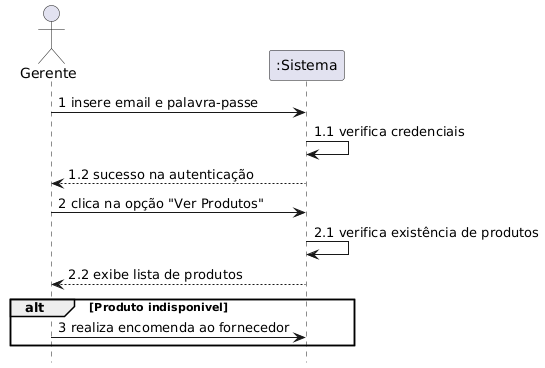 Gerente
:Sistema
1 insere email e palavra-passe
1.1 verifica credenciais
1.2 sucesso na autenticação
2 clica na opção "Ver Produtos"
2.1 verifica existência de produtos
2.2 exibe lista de produtos
alt [Produto indisponivel]
3 realiza encomenda ao fornecedor